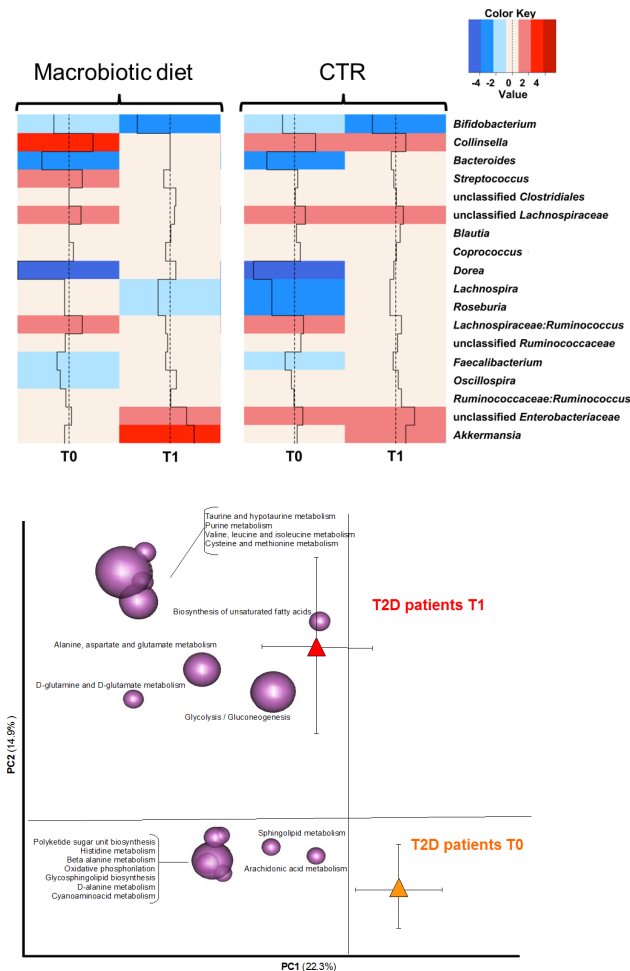 Color Key
-4
-2
0
2
4
Value
Macrobiotic diet
CTR
Bifidobacterium
Collinsella
Bacteroides
Streptococcus
unclassified Clostridiales
unclassified Lachnospiraceae
Blautia
Coprococcus
Dorea
Lachnospira
Roseburia
Lachnospiraceae:Ruminococcus
unclassified Ruminococcaceae
Faecalibacterium
Oscillospira
Ruminococcaceae:Ruminococcus
unclassified Enterobacteriaceae
Akkermansia
T0
T1
T0
T1
Taurine and hypotaurine metabolism
Purine metabolism
Valine, leucine and isoleucine metabolism
Cysteine and methionine metabolism
T2D patients T1
Biosynthesis of unsaturated fatty acids
Alanine, aspartate and glutamate metabolism
D-glutamine and D-glutamate metabolism
Glycolysis / Gluconeogenesis
PC2 (14.9%)
Sphingolipid metabolism
T2D patients T0
Polyketide sugar unit biosynthesis
Histidine metabolism
Beta alanine metabolism
Oxidative phosphorilation
Glycosphingolipid biosynthesis
D-alanine metabolism
Cyanoaminoacid metabolism
Arachidonic acid metabolism
PC1 (22.3%)